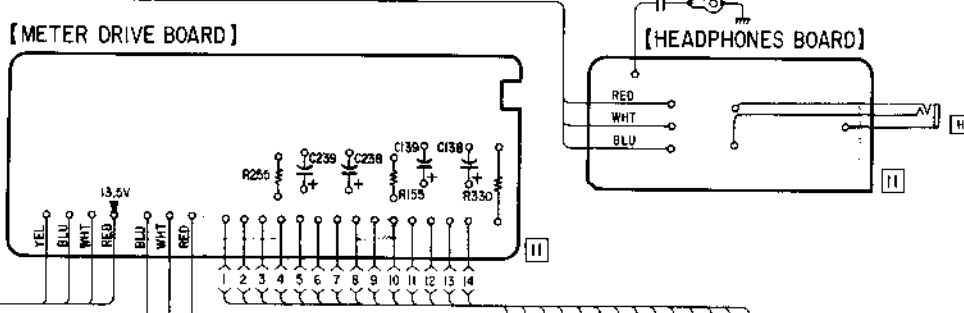 [METER DRIVE BOARD]
[HEADPHONES BOARD]
RED
WHT
BLU
C239 C238 C139 C138
R255 R155 R330
13.5V
YEL BLU WHT RED BLU WHT RED
11
11
1 2 3 4 5 6 7 8 9 10 11 12 13 14